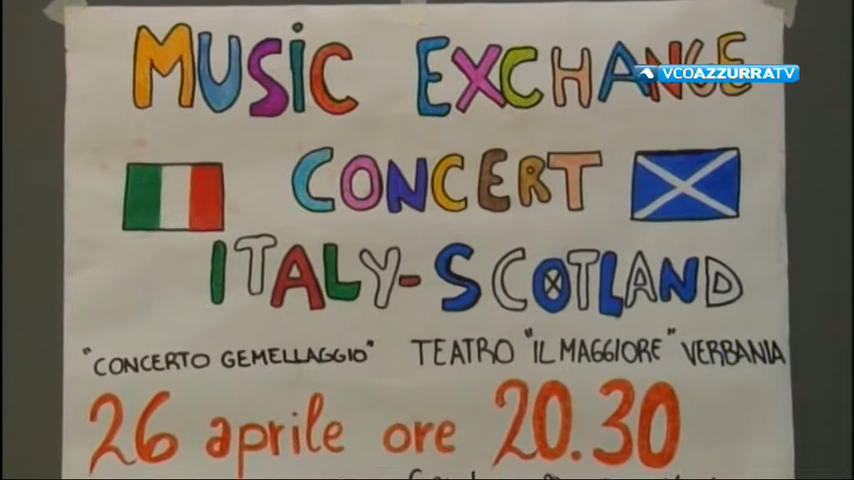 MUSIC EXCHANGE
VCOAZZURRATV
CONCERT
ITALY-SCOTLAND
"CONCERTO GEMELLAGGIO" TEATRO "IL MAGGIORE" VERBANIA
26 aprile ore 20.30